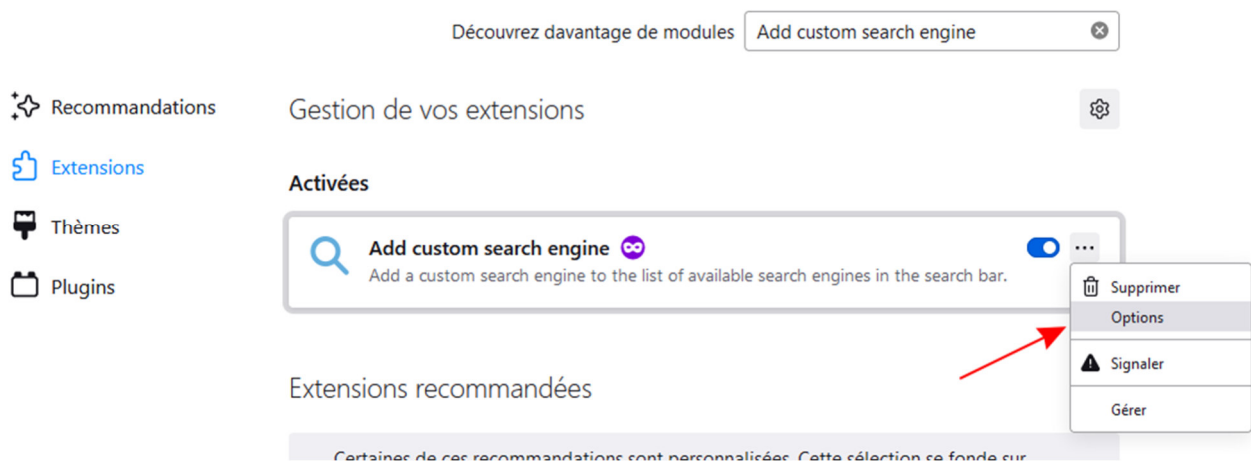 Découvrez davantage de modules Add custom search engine
Recommandations
Extensions
Thèmes
Plugins
Gestion de vos extensions
Activées
Add custom search engine
Add a custom search engine to the list of available search engines in the search bar.
Supprimer
Options
Signaler
Gérer
Extensions recommandées
Certaines de ces recommandations sont personnalisées. Cette sélection se fonde sur